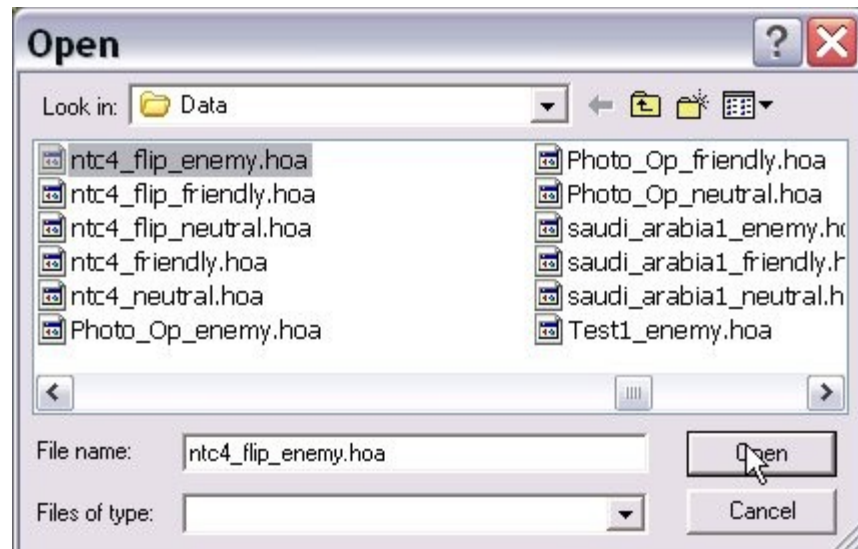 Open
Look in: Data
ntc4_flip_enemy.hoa
ntc4_flip_friendly.hoa
ntc4_flip_neutral.hoa
ntc4_friendly.hoa
ntc4_neutral.hoa
Photo_Op_enemy.hoa
Photo_Op_friendly.hoa
Photo_Op_neutral.hoa
saudi_arabia1_enemy.ho
saudi_arabia1_friendly.h
saudi_arabia1_neutral.h
Test1_enemy.hoa
File name: ntc4_flip_enemy.hoa
Open
Files of type:
Cancel